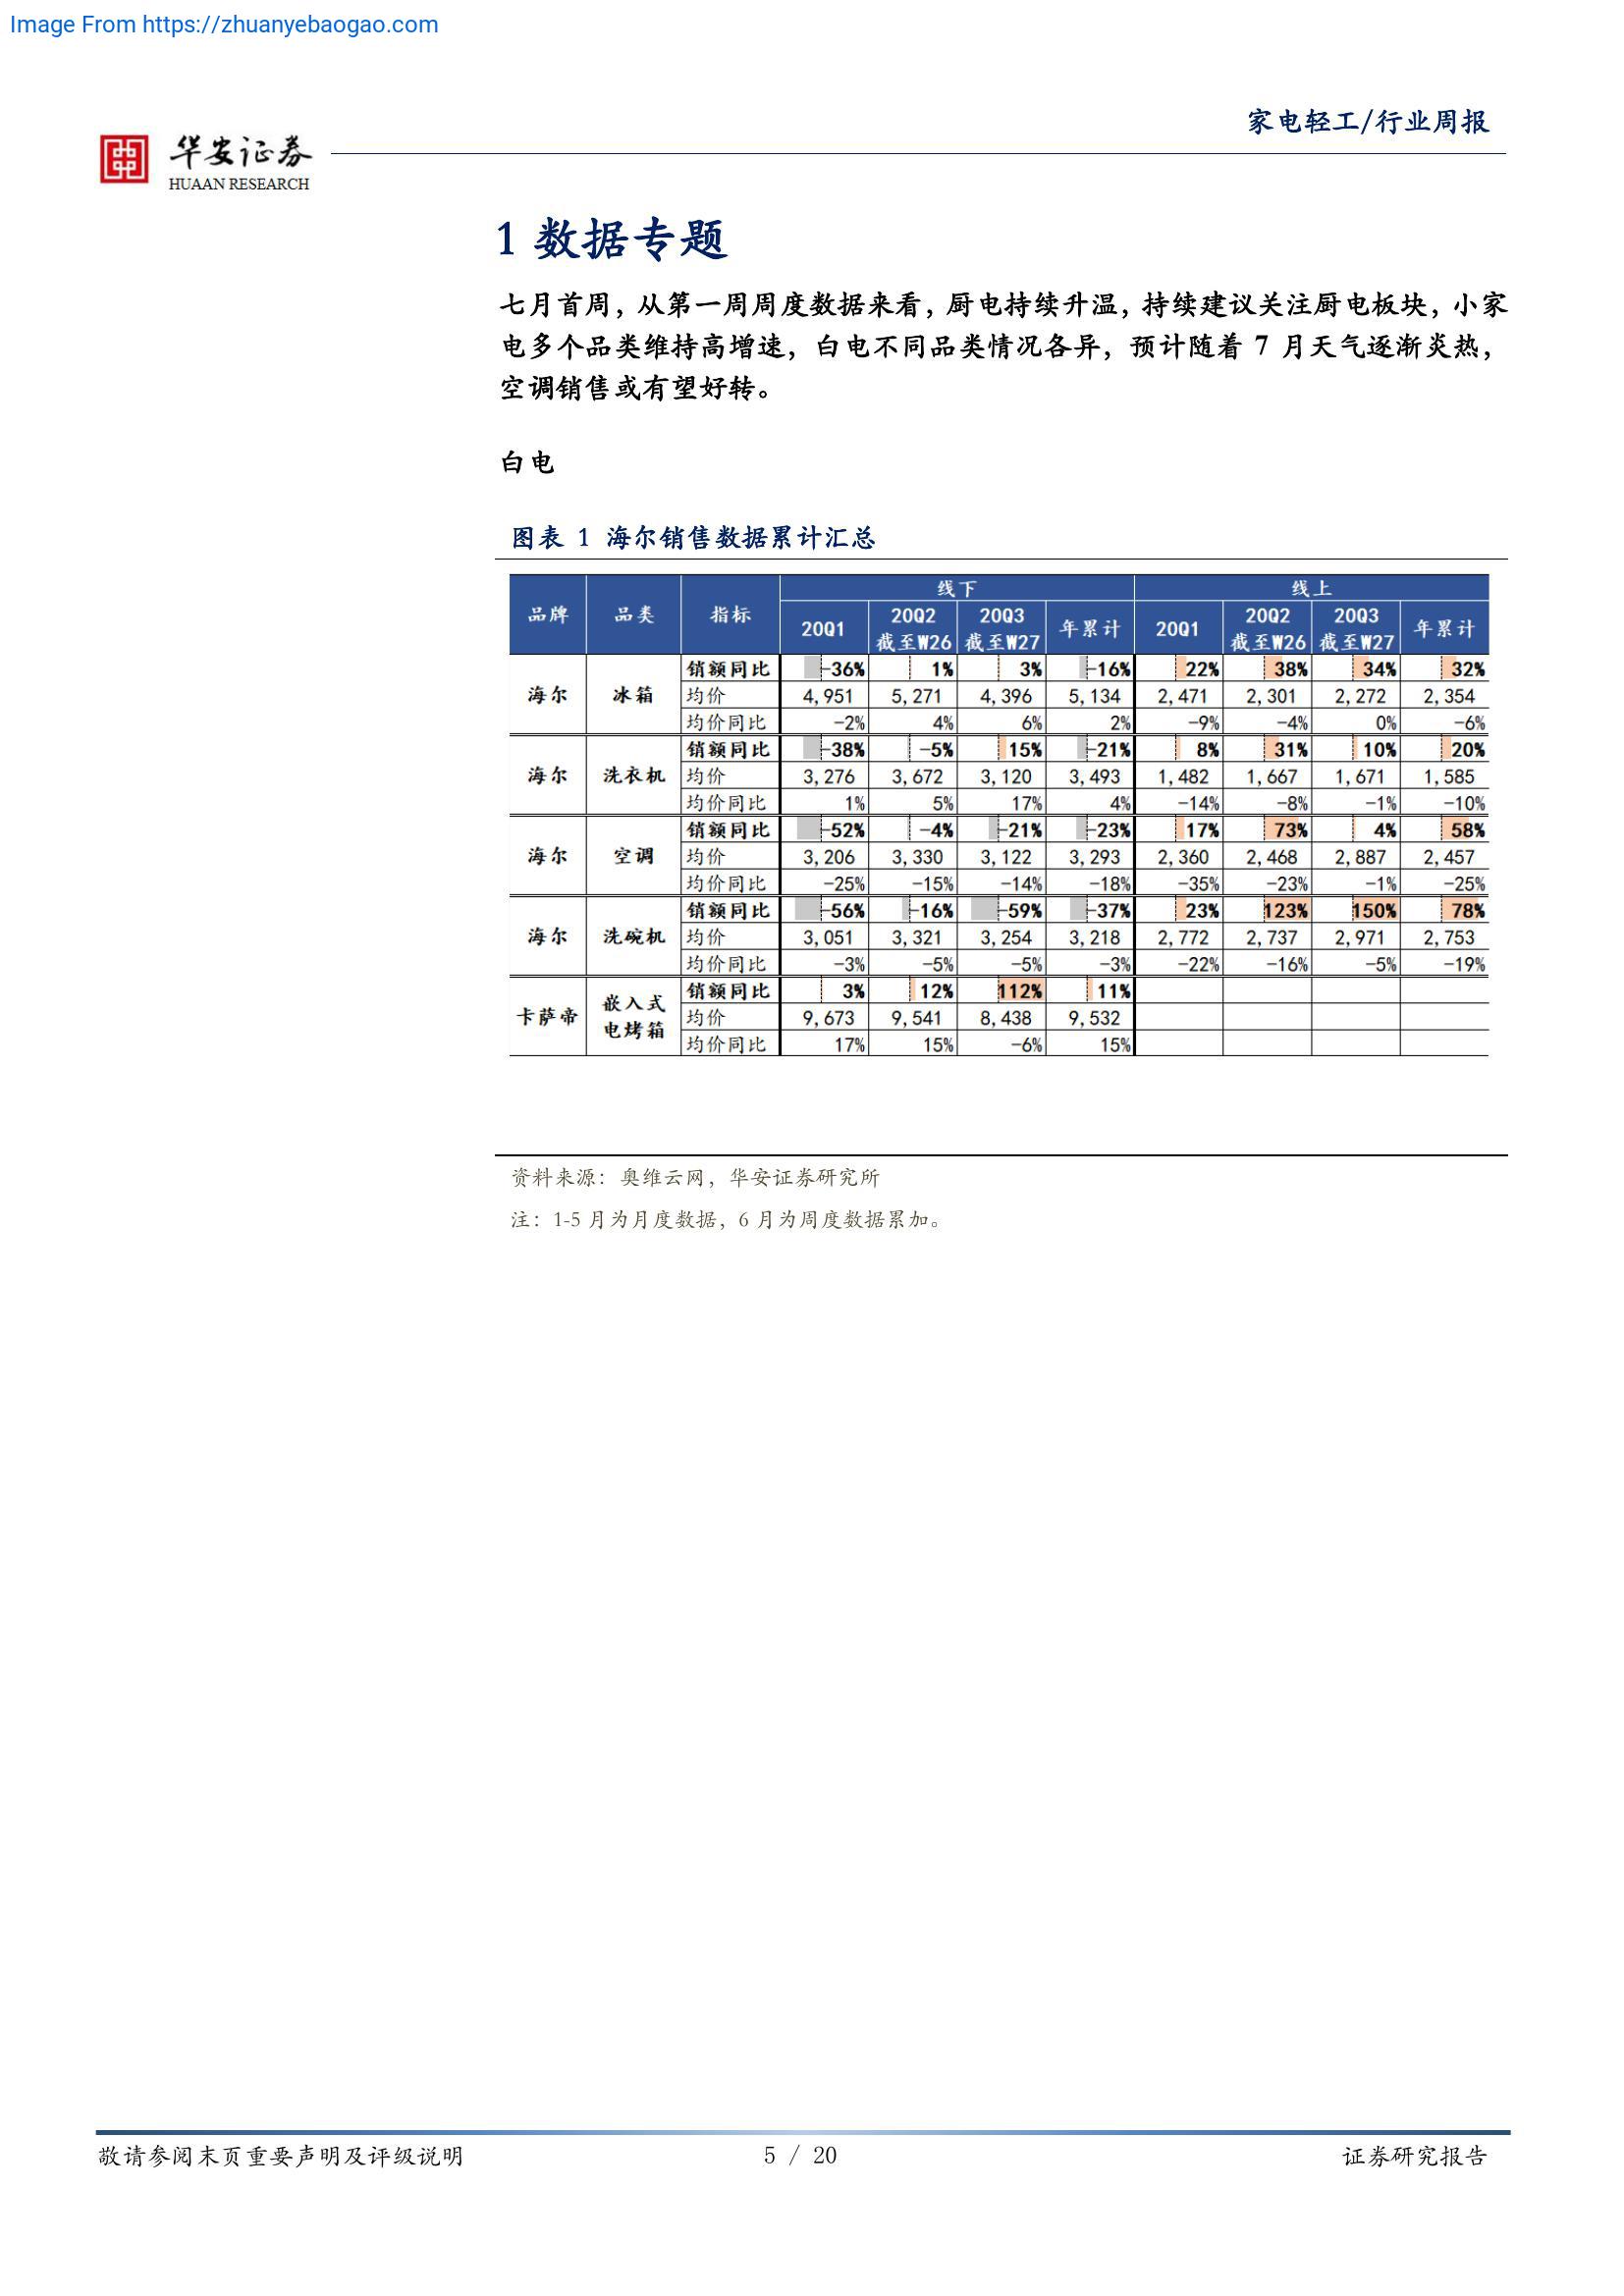 Image From https://zhuanyebaogao.com
家电轻工/行业周报
华安证券
HUAAN RESEARCH
1 数据专题
七月首周，从第一周周度数据来看，厨电持续升温，持续建议关注厨电板块，小家
电多个品类维持高增速，白电不同品类情况各异，预计随着 7 月天气逐渐炎热，
空调销售或有望好转。
白电
图表 1 海尔销售数据累计汇总
品牌 品类 指标 线下 线上
20Q1 20Q2 截至W26 20Q3 截至W27 年累计 20Q1 20Q2 截至W26 20Q3 截至W27 年累计
海尔 冰箱 销额同比 -36% 1% 3% -16% 22% 38% 34% 32%
均价 4,951 5,271 4,396 5,134 2,471 2,301 2,272 2,354
均价同比 -2% 4% 6% 2% -9% -4% 0% -6%
海尔 洗衣机 销额同比 -38% -5% 15% -21% 8% 31% 10% 20%
均价 3,276 3,672 3,120 3,493 1,482 1,667 1,671 1,585
均价同比 1% 5% 17% 4% -14% -8% -1% -10%
海尔 空调 销额同比 -52% -4% -21% -23% 17% 73% 4% 58%
均价 3,206 3,330 3,122 3,293 2,360 2,468 2,887 2,457
均价同比 -25% -15% -14% -18% -35% -23% -1% -25%
海尔 洗碗机 销额同比 -56% -16% -59% -37% 23% 123% 150% 78%
均价 3,051 3,321 3,254 3,218 2,772 2,737 2,971 2,753
均价同比 -3% -5% -5% -3% -22% -16% -5% -19%
卡萨帝 嵌入式电烤箱 销额同比 3% 12% 112% 11%
均价 9,673 9,541 8,438 9,532
均价同比 17% 15% -6% 15%
资料来源：奥维云网，华安证券研究所
注：1-5 月为月度数据，6 月为周度数据累加。
敬请参阅末页重要声明及评级说明 5 / 20 证券研究报告